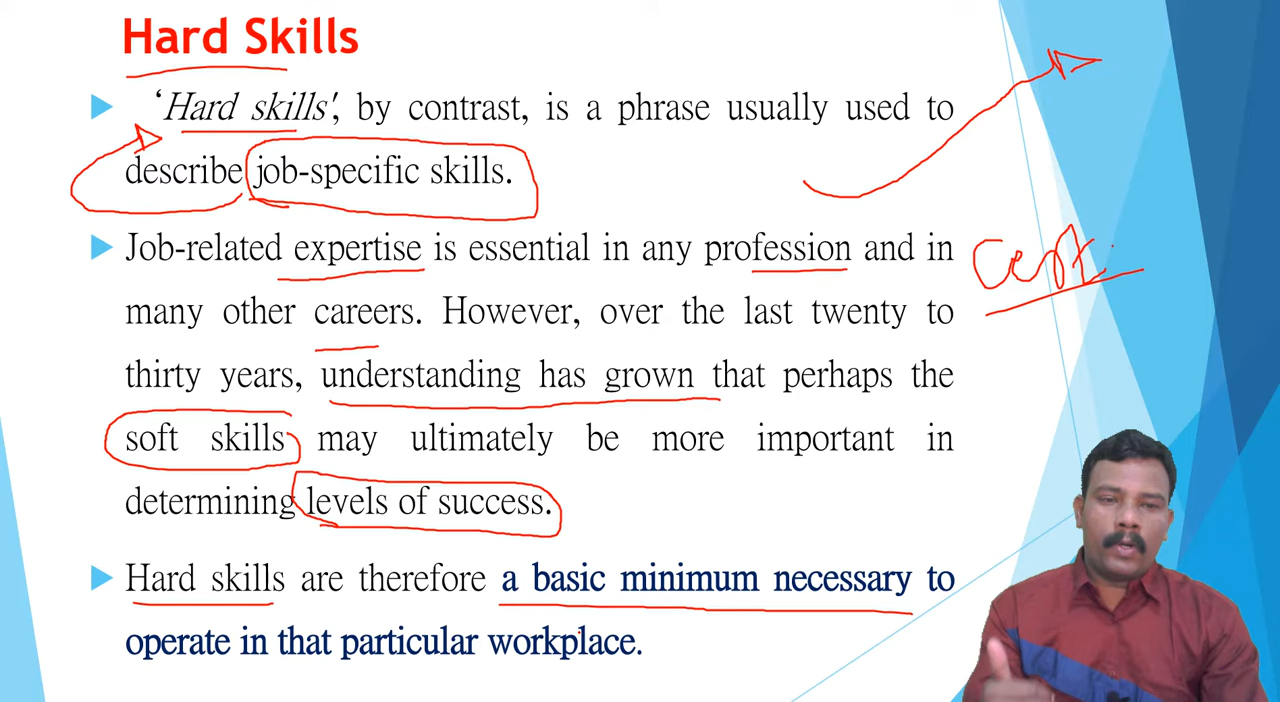 Hard Skills
‘Hard skills', by contrast, is a phrase usually used to
describe job-specific skills.
Job-related expertise is essential in any profession and in
many other careers. However, over the last twenty to
thirty years, understanding has grown that perhaps the
soft skills may ultimately be more important in
determining levels of success.
Hard skills are therefore a basic minimum necessary to
operate in that particular workplace.
Cert.